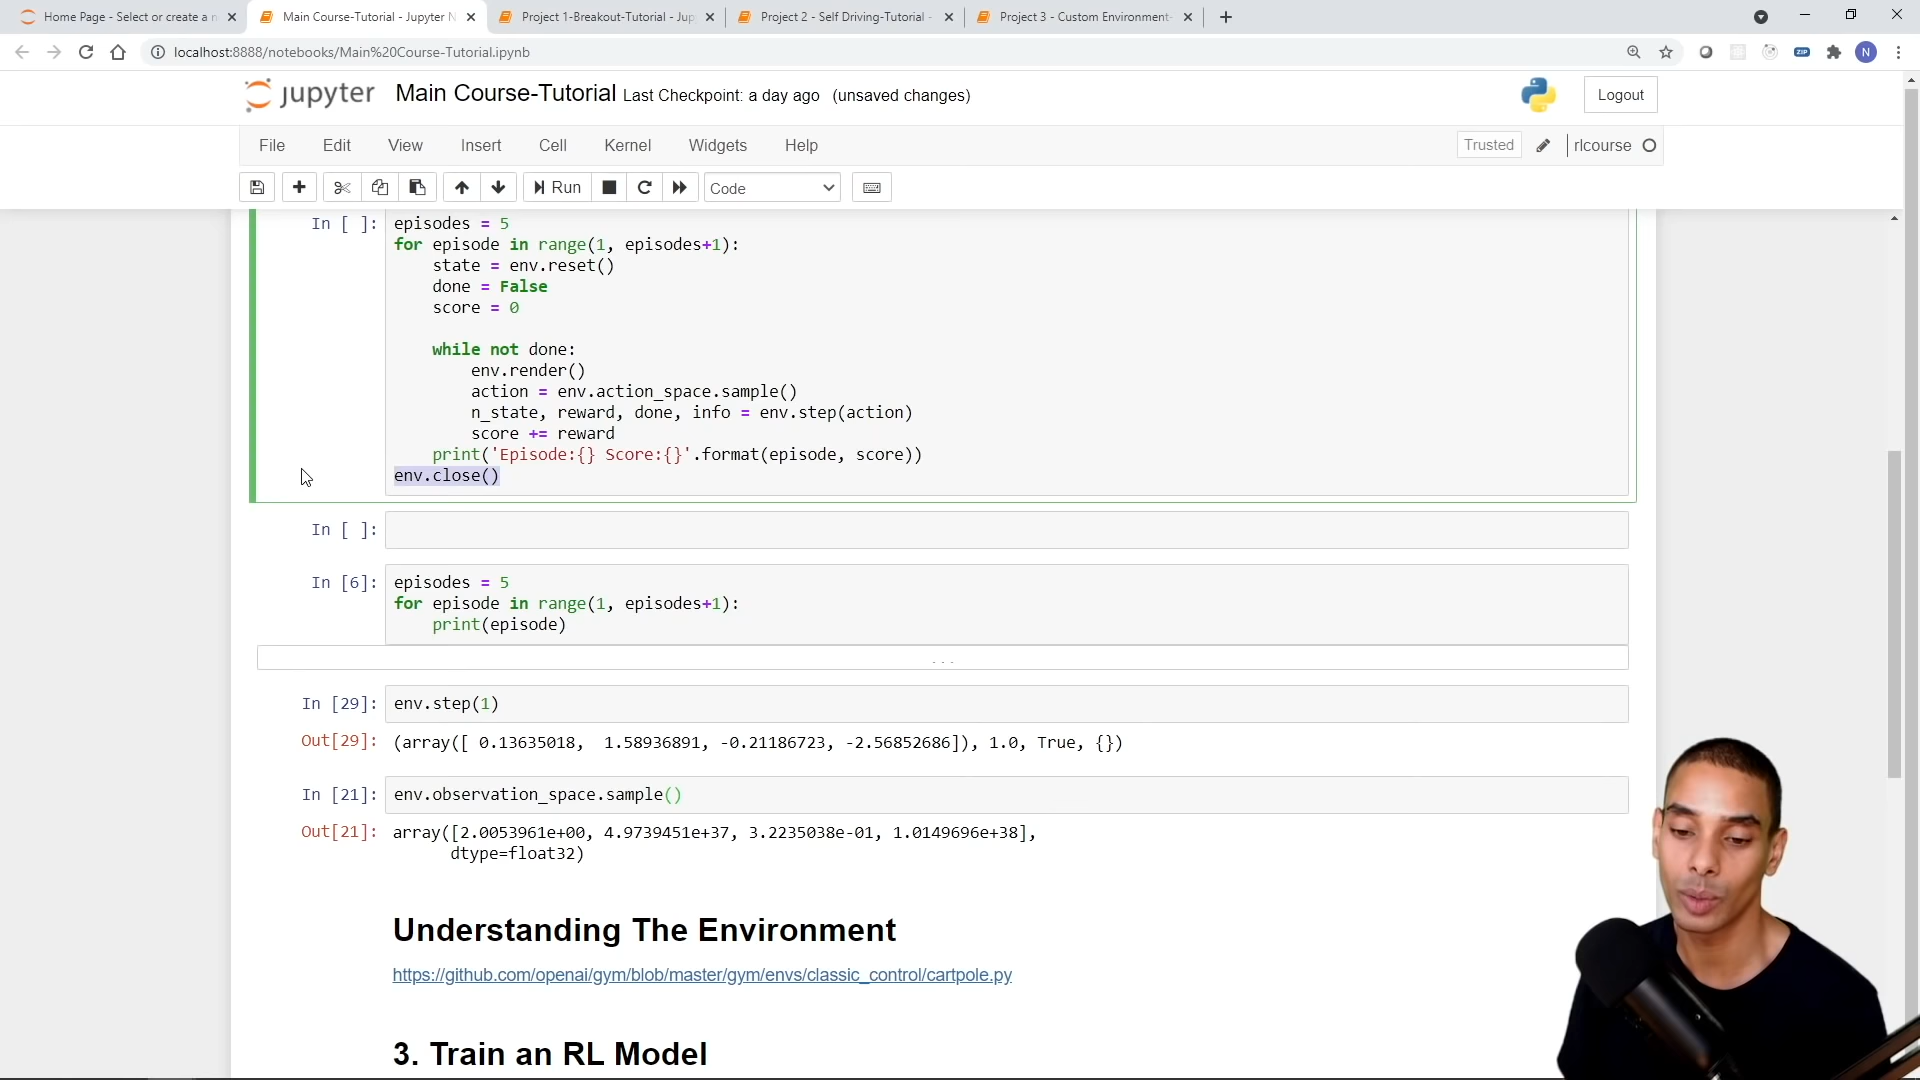 Home Page - Select or create a n
Main Course-Tutorial - Jupyter N
Project 1-Breakout-Tutorial - Jup
Project 2 - Self Driving-Tutorial -
Project 3 - Custom Environment-
localhost:8888/notebooks/Main%20Course-Tutorial.ipynb
ZIP
N
jupyter Main Course-Tutorial Last Checkpoint: a day ago (unsaved changes)
Logout
File Edit View Insert Cell Kernel Widgets Help
Trusted
rlcourse
Run
Code
In [ ]: episodes = 5
for episode in range(1, episodes+1):
    state = env.reset()
    done = False
    score = 0
    while not done:
        env.render()
        action = env.action_space.sample()
        n_state, reward, done, info = env.step(action)
        score += reward
    print('Episode:{} Score:{}'.format(episode, score))
env.close()
In [ ]:
In [6]: episodes = 5
for episode in range(1, episodes+1):
    print(episode)
...
In [29]: env.step(1)
Out[29]: (array([ 0.13635018,  1.58936891, -0.21186723, -2.56852686]), 1.0, True, {})
In [21]: env.observation_space.sample()
Out[21]: array([2.0053961e+00, 4.9739451e+37, 3.2235038e-01, 1.0149696e+38],
      dtype=float32)
Understanding The Environment
https://github.com/openai/gym/blob/master/gym/envs/classic_control/cartpole.py
3. Train an RL Model